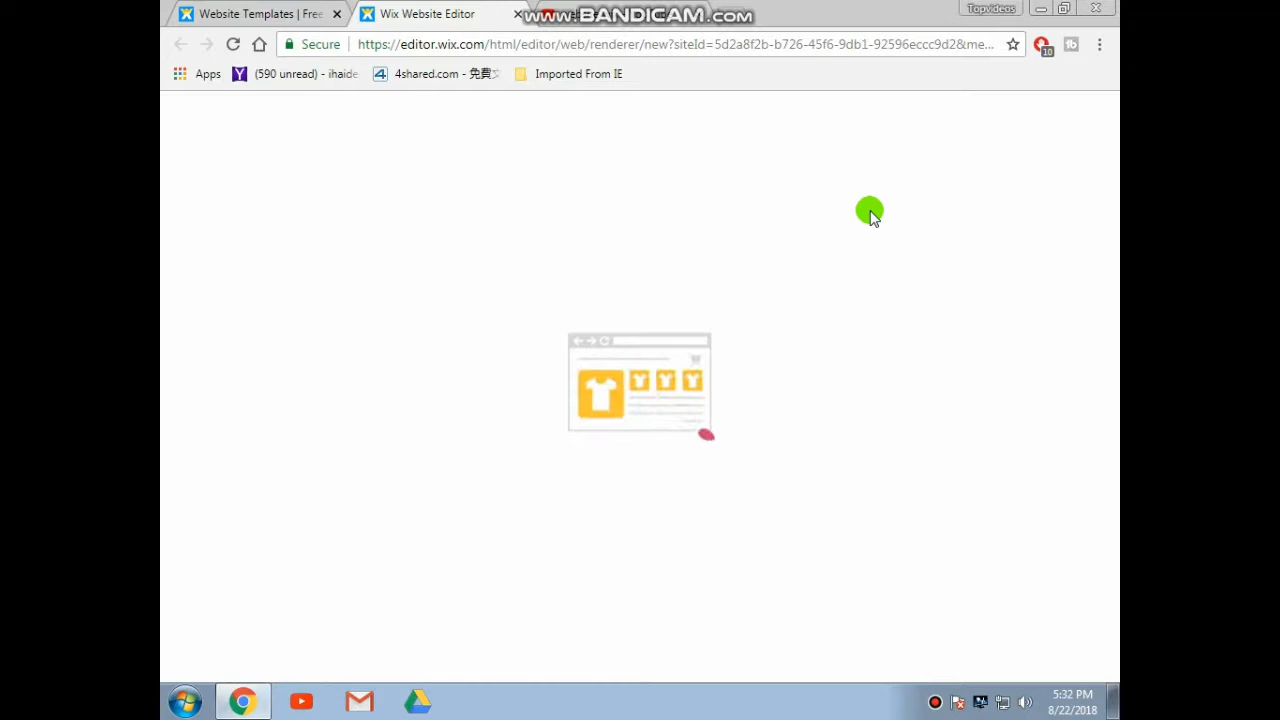 Website Templates | Free
Wix Website Editor
www.BANDICAM.com
Topvideos
Secure
https://editor.wix.com/html/editor/web/renderer/new?siteId=5d2a8f2b-b726-45f6-9db1-92596eccc9d2&me...
10
Apps
(590 unread) - ihaide
4shared.com - 免費文
Imported From IE
5:32 PM
8/22/2018